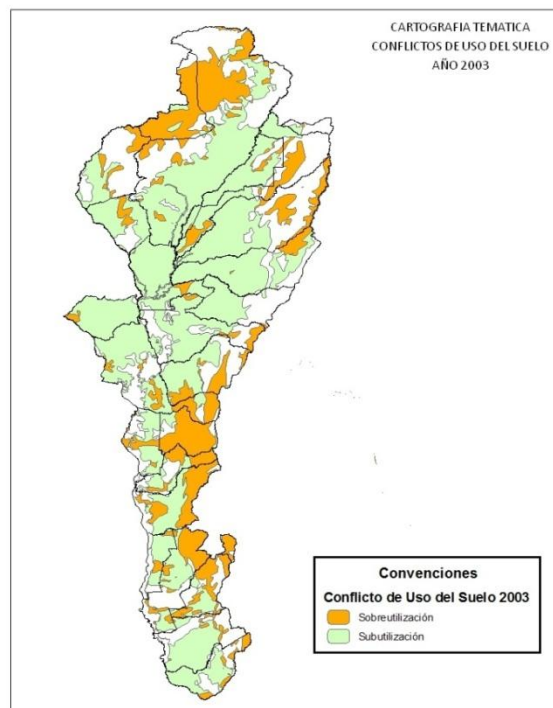 CARTOGRAFIA TEMATICA
CONFLICTOS DE USO DEL SUELO
AÑO 2003
Convenciones
Conflicto de Uso del Suelo 2003
Sobreutilización
Subutilización